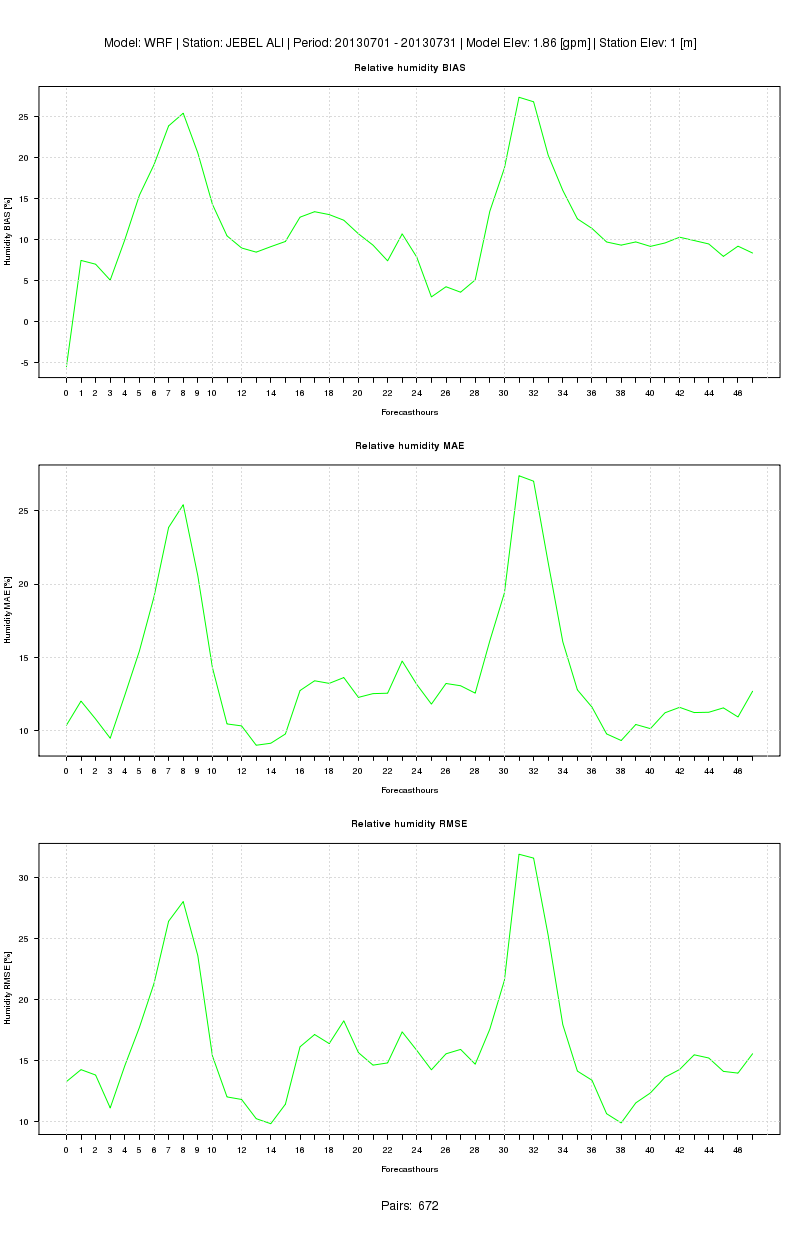 Model: WRF | Station: JEBEL ALI | Period: 20130701 - 20130731 | Model Elev: 1.86 [gpm] | Station Elev: 1 [m]
Relative humidity BIAS
Humidity BIAS [%]
25
20
15
10
5
0
-5
0 1 2 3 4 5 6 7 8 9 10 12 14 16 18 20 22 24 26 28 30 32 34 36 38 40 42 44 46
Forecasthours
Relative humidity MAE
Humidity MAE [%]
25
20
15
10
0 1 2 3 4 5 6 7 8 9 10 12 14 16 18 20 22 24 26 28 30 32 34 36 38 40 42 44 46
Forecasthours
Relative humidity RMSE
Humidity RMSE [%]
30
25
20
15
10
0 1 2 3 4 5 6 7 8 9 10 12 14 16 18 20 22 24 26 28 30 32 34 36 38 40 42 44 46
Forecasthours
Pairs: 672